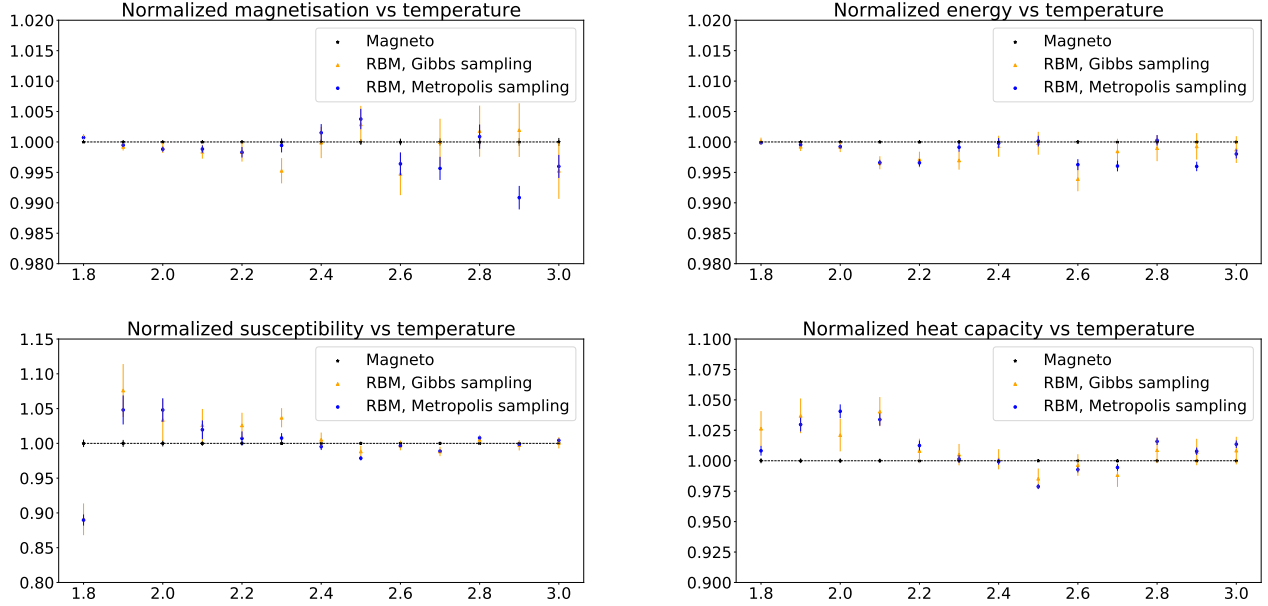 Normalized magnetisation vs temperature
1.020
1.015
1.010
1.005
1.000
0.995
0.990
0.985
0.980
Magneto
RBM, Gibbs sampling
RBM, Metropolis sampling
1.8 2.0 2.2 2.4 2.6 2.8 3.0
Normalized energy vs temperature
1.020
1.015
1.010
1.005
1.000
0.995
0.990
0.985
0.980
Magneto
RBM, Gibbs sampling
RBM, Metropolis sampling
1.8 2.0 2.2 2.4 2.6 2.8 3.0
Normalized susceptibility vs temperature
1.15
1.10
1.05
1.00
0.95
0.90
0.85
0.80
Magneto
RBM, Gibbs sampling
RBM, Metropolis sampling
1.8 2.0 2.2 2.4 2.6 2.8 3.0
Normalized heat capacity vs temperature
1.100
1.075
1.050
1.025
1.000
0.975
0.950
0.925
0.900
Magneto
RBM, Gibbs sampling
RBM, Metropolis sampling
1.8 2.0 2.2 2.4 2.6 2.8 3.0